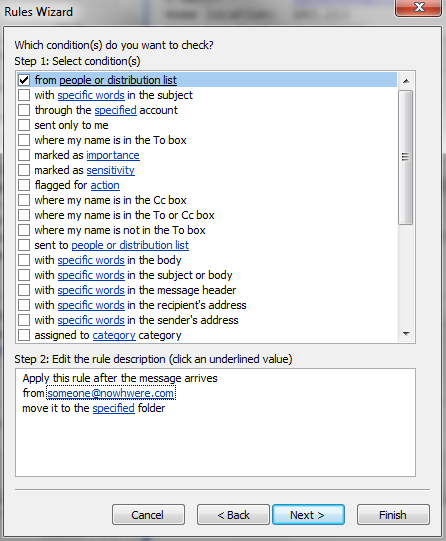 Rules Wizard
Which condition(s) do you want to check?
Step 1: Select condition(s)
from people or distribution list
with specific words in the subject
through the specified account
sent only to me
where my name is in the To box
marked as importance
marked as sensitivity
flagged for action
where my name is in the Cc box
where my name is in the To or Cc box
where my name is not in the To box
sent to people or distribution list
with specific words in the body
with specific words in the subject or body
with specific words in the message header
with specific words in the recipient's address
with specific words in the sender's address
assigned to category category
Step 2: Edit the rule description (click an underlined value)
Apply this rule after the message arrives
from someone@nowhwere.com
move it to the specified folder
Cancel
< Back
Next >
Finish